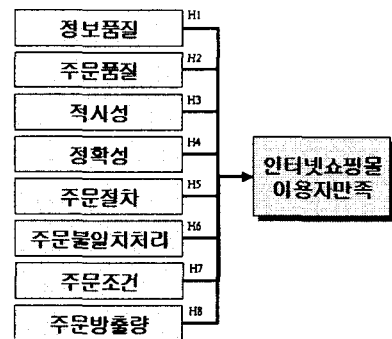 정보품질
H1
주문품질
H2
적시성
H3
정확성
H4
주문절차
H5
주문불일치처리
H6
주문조건
H7
주문방출량
H8
인터넷쇼핑몰
이용자만족